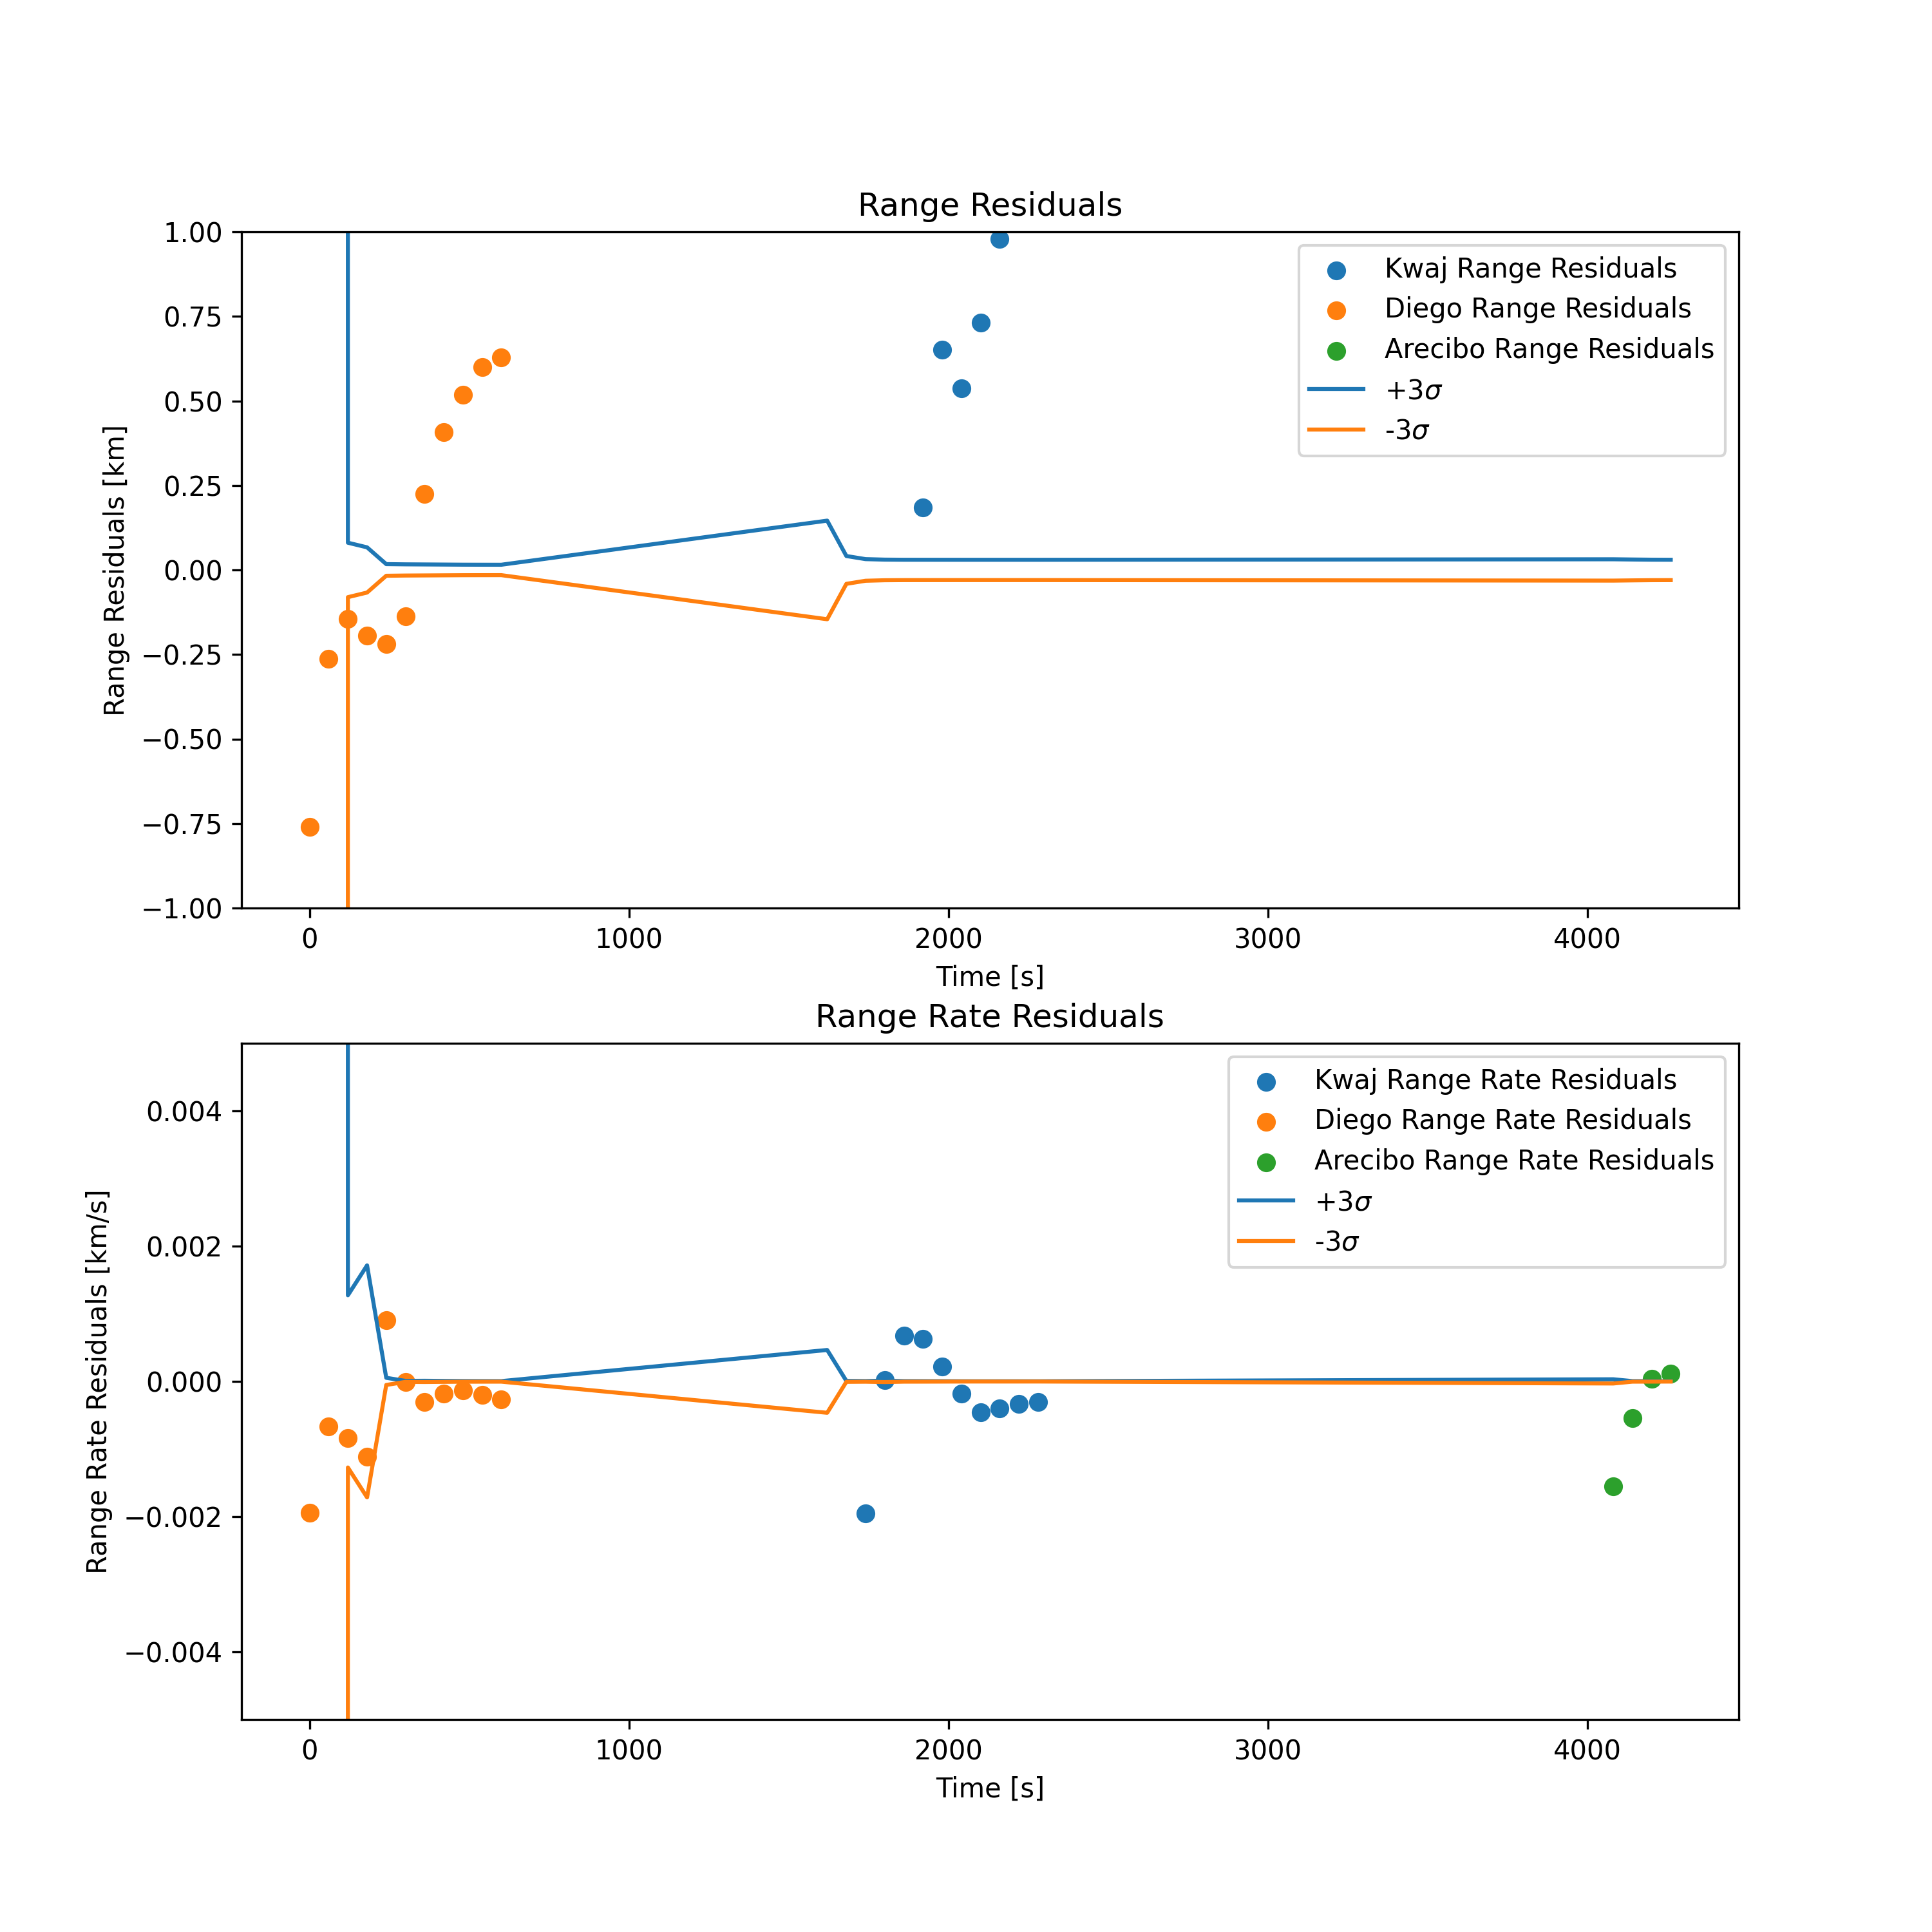 Range Residuals
1.00
0.75
0.50
0.25
0.00
−0.25
−0.50
−0.75
−1.00
Range Residuals [km]
Kwaj Range Residuals
Diego Range Residuals
Arecibo Range Residuals
+3σ
-3σ
0 1000 2000 3000 4000
Time [s]
Range Rate Residuals
0.004
0.002
0.000
−0.002
−0.004
Range Rate Residuals [km/s]
Kwaj Range Rate Residuals
Diego Range Rate Residuals
Arecibo Range Rate Residuals
+3σ
-3σ
0 1000 2000 3000 4000
Time [s]